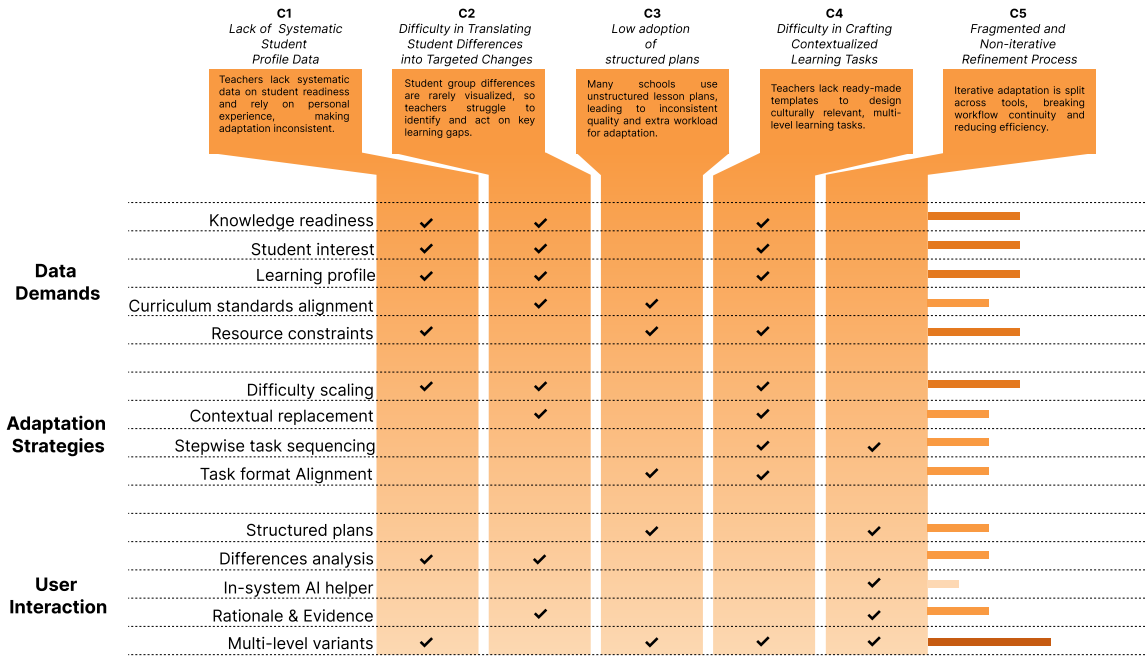 C1
Lack of Systematic
Student
Profile Data
C2
Difficulty in Translating
Student Differences
into Targeted Changes
C3
Low adoption
of
structured plans
C4
Difficulty in Crafting
Contextualized
Learning Tasks
C5
Fragmented and
Non-iterative
Refinement Process
Teachers lack systematic
data on student readiness
and rely on personal
experience, making
adaptation inconsistent.
Student group differences
are rarely visualized, so
teachers struggle to
identify and act on key
learning gaps.
Many schools use
unstructured lesson plans,
leading to inconsistent
quality and extra workload
for adaptation.
Teachers lack ready-made
templates to design
culturally relevant, multi-
level learning tasks.
Iterative adaptation is split
across tools, breaking
workflow continuity and
reducing efficiency.
Data
Demands
Knowledge readiness
Student interest
Learning profile
Curriculum standards alignment
Resource constraints
Adaptation
Strategies
Difficulty scaling
Contextual replacement
Stepwise task sequencing
Task format Alignment
User
Interaction
Structured plans
Differences analysis
In-system AI helper
Rationale & Evidence
Multi-level variants